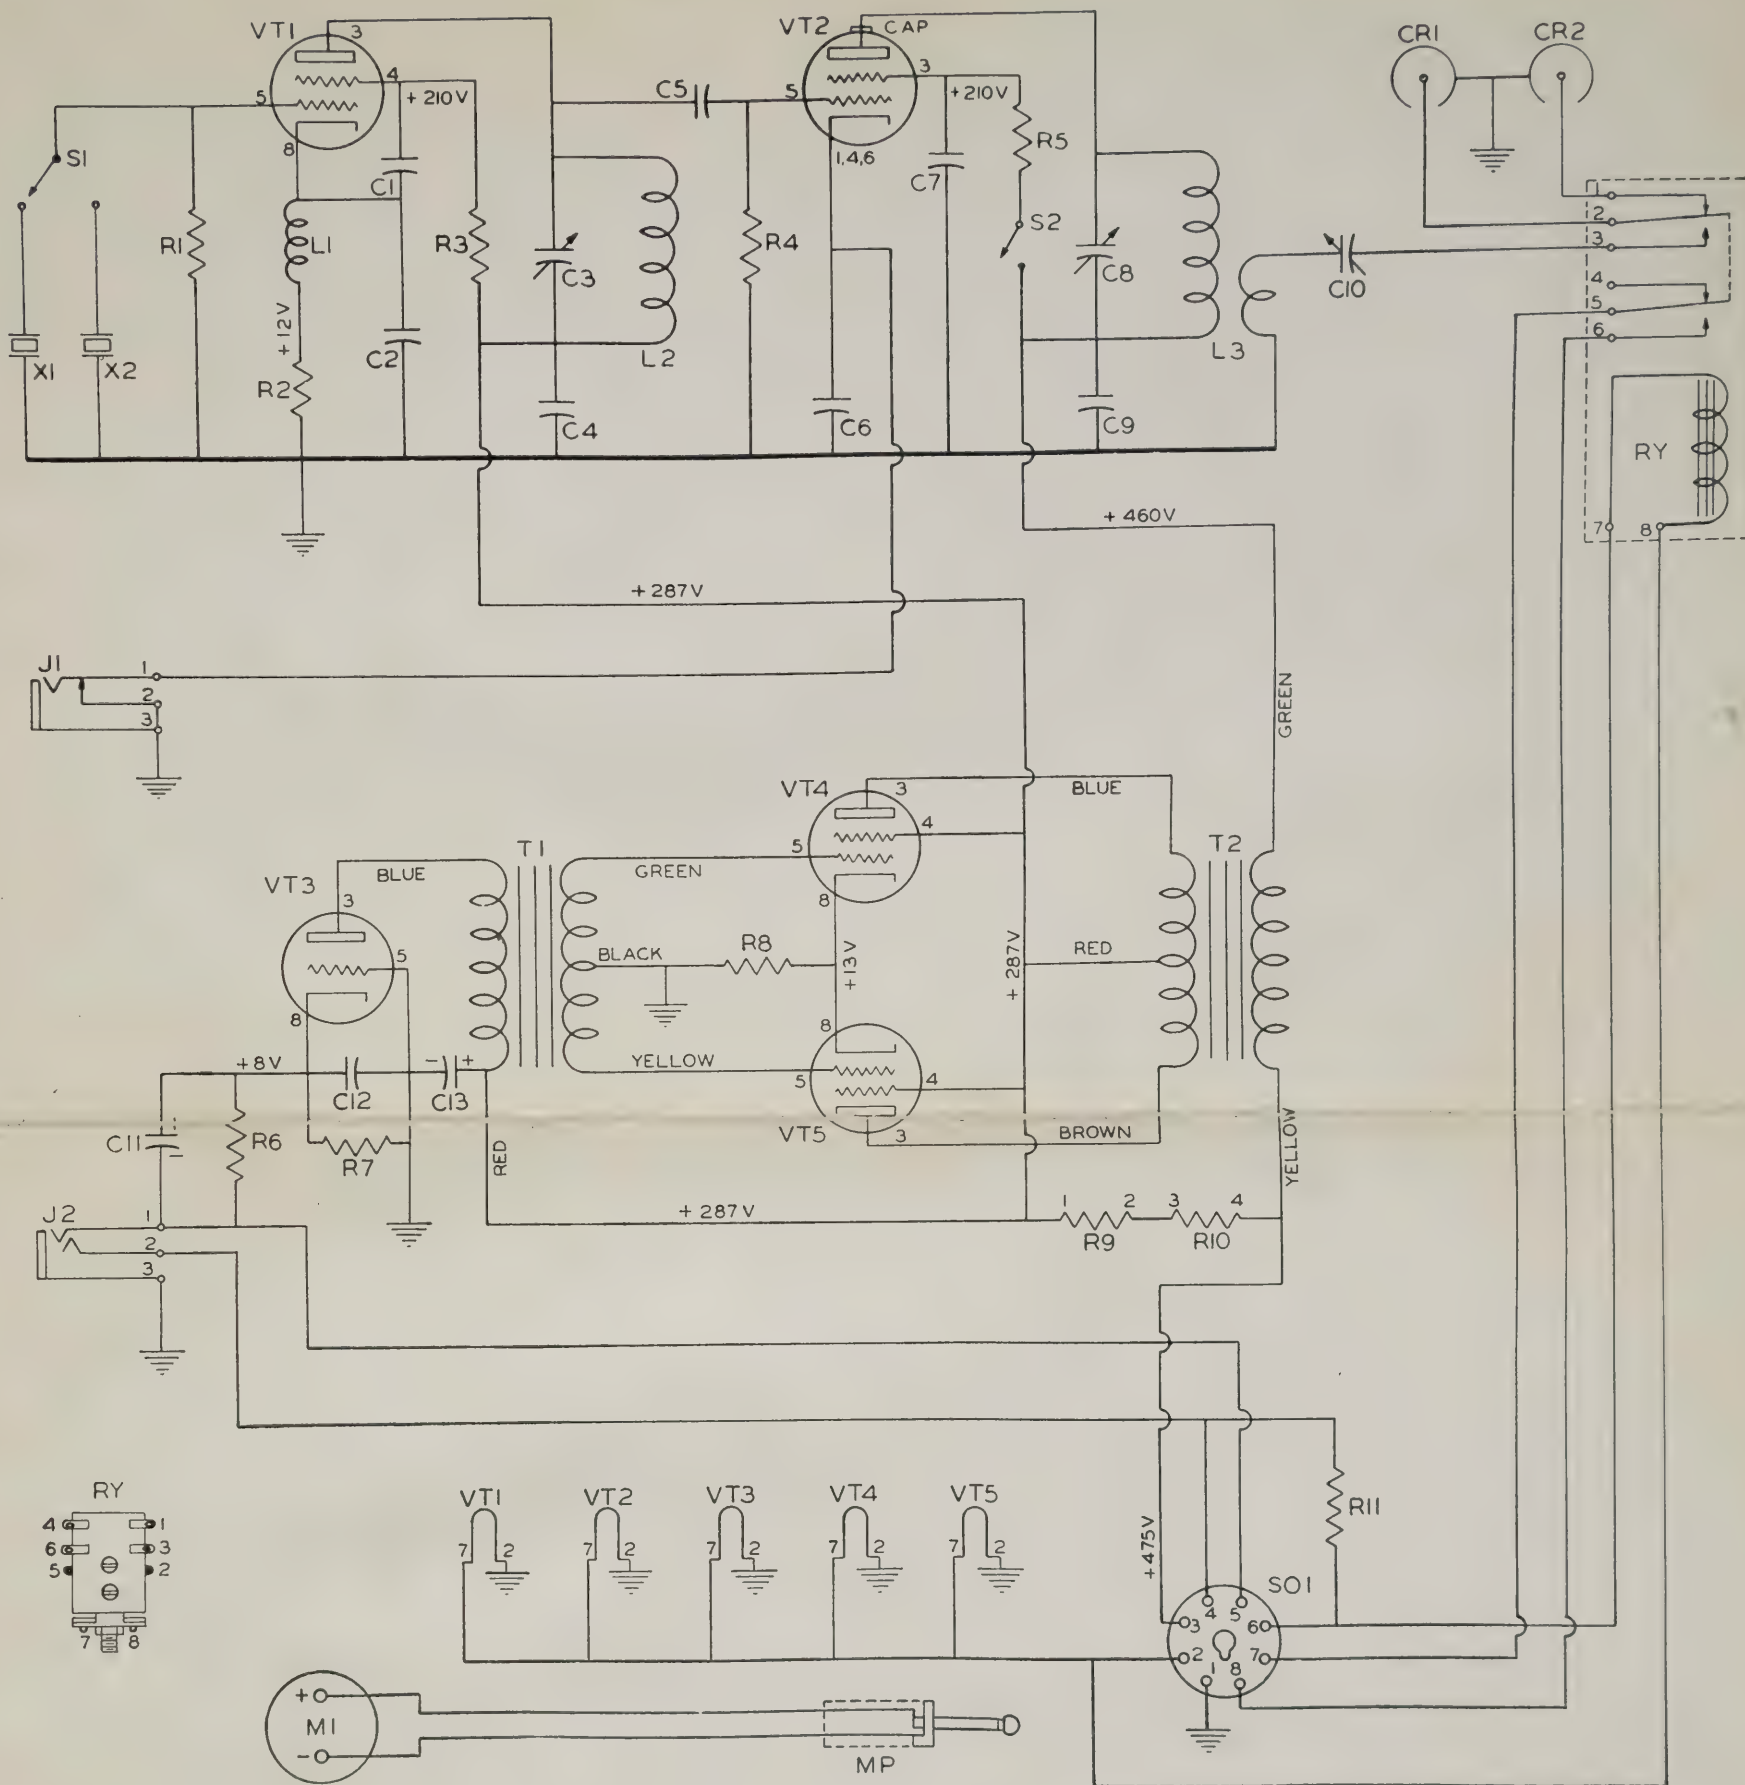 VT1 3 4 5 8 +210V
S1 R1 L1 C1 R3 C3
+12V
X1 X2 R2 C2 L2 C4
C5
VT2 CAP 3 5 1,4,6 +210V
R4 C7 R5 S2 C8 C6 C9 L3 C10
CR1 CR2
1
2
3
4
5
6
RY
7 8
+460V
+287V
J1 1
2
3
GREEN
VT4 3 4 5 8
BLUE
T1 T2
VT3 3 5 8
BLUE GREEN
BLACK R8 +13V +287V RED
YELLOW
8 5 4 3
VT5 BROWN
YELLOW
+8V C12 - + C13
C11 - R6 R7 RED
J2 1
2
3
+287V 1 2 3 4
R9 R10
RY
4 1
6 3
5 2
7 8
VT1 VT2 VT3 VT4 VT5
7 2 7 2 7 2 7 2 7 2
+475V R11
SO1
4 5
3 6
2 7
1 8
+
M1
-
MP